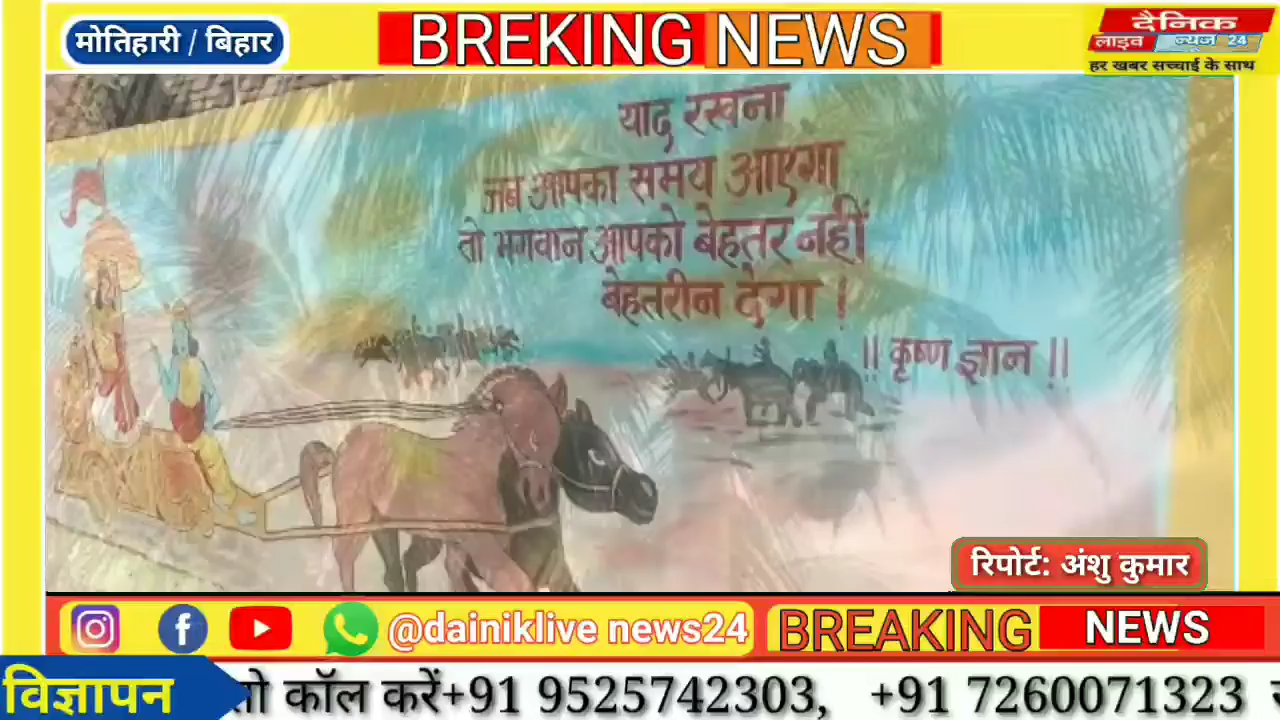 मोतिहारी / बिहार
BREKING NEWS
दैनिक
लाइव न्यूज 24
हर खबर सच्चाई के साथ
याद रखना
जब आपका समय आएगा
तो भगवान आपको बेहतर नहीं
बेहतरीन देगा !
!! कृष्ण ज्ञान !!
रिपोर्ट: अंशु कुमार
@dainiklive news24
BREAKING NEWS
विज्ञापन
तो कॉल करें+91 9525742303, +91 7260071323